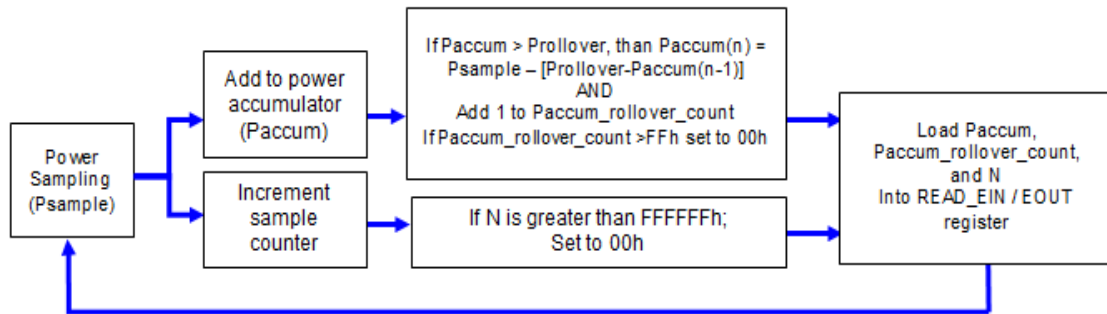 Power
Sampling
(Psample)
Add to power
accumulator
(Paccum)
Increment
sample
counter
If Paccum > Prollover, than Paccum(n) =
Psample – [Prollover-Paccum(n-1)]
AND
Add 1 to Paccum_rollover_count
If Paccum_rollover_count >FFh set to 00h
If N is greater than FFFFFFh;
Set to 00h
Load Paccum,
Paccum_rollover_count,
and N
Into READ_EIN / EOUT
register